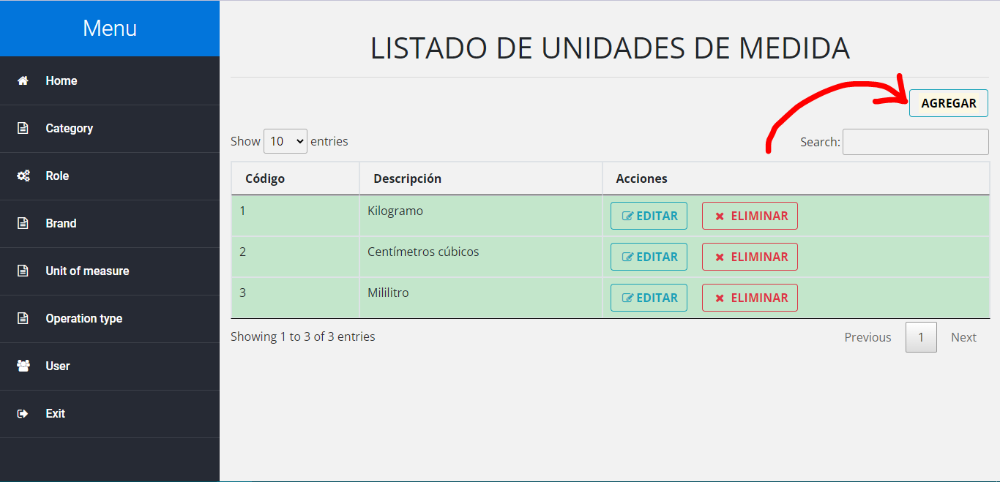 Menu
Home
Category
Role
Brand
Unit of measure
Operation type
User
Exit
LISTADO DE UNIDADES DE MEDIDA
AGREGAR
Show 10 entries
Search:
Código Descripción Acciones
1 Kilogramo EDITAR ELIMINAR
2 Centímetros cúbicos EDITAR ELIMINAR
3 Mililitro EDITAR ELIMINAR
Showing 1 to 3 of 3 entries
Previous 1 Next